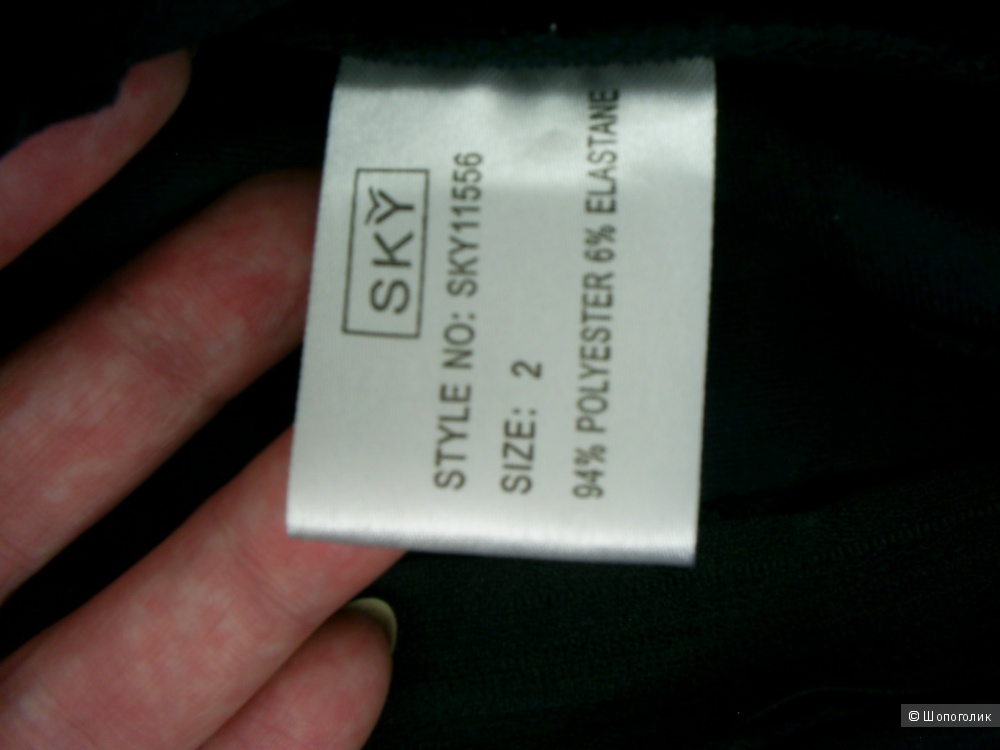 SKY
STYLE NO: SKY11556
SIZE: 2
94% POLYESTER 6% ELASTANE
© Шопоголик